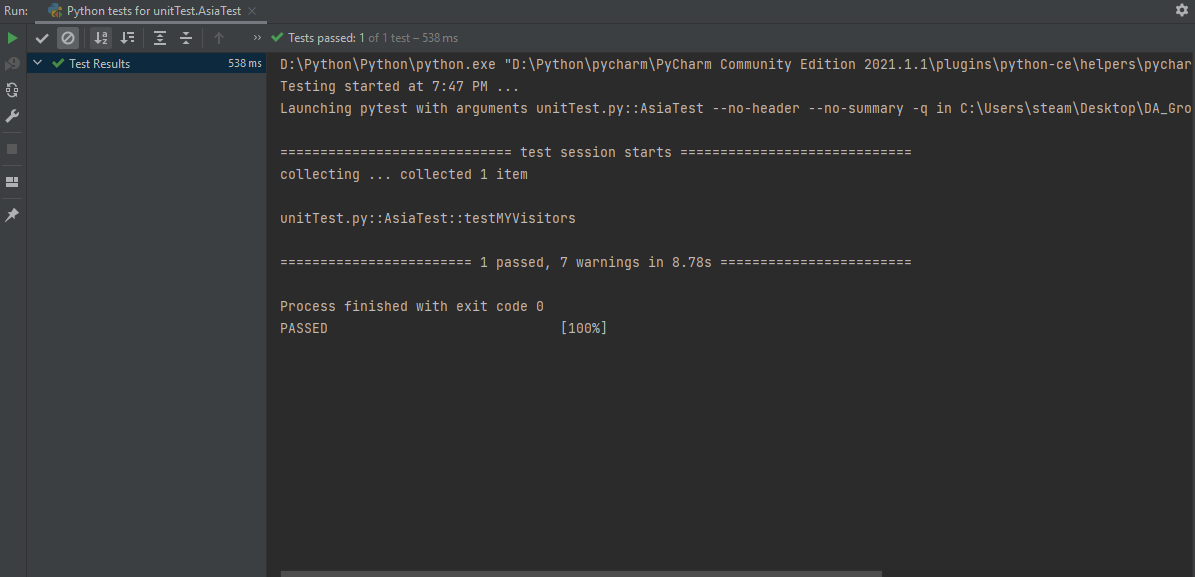 Run: Python tests for unitTest.AsiaTest
Tests passed: 1 of 1 test – 538 ms
Test Results 538 ms
D:\Python\Python\python.exe "D:\Python\pycharm\PyCharm Community Edition 2021.1.1\plugins\python-ce\helpers\pychar
Testing started at 7:47 PM ...
Launching pytest with arguments unitTest.py::AsiaTest --no-header --no-summary -q in C:\Users\steam\Desktop\DA_Gro
============================= test session starts =============================
collecting ... collected 1 item
unitTest.py::AsiaTest::testMYVisitors
======================== 1 passed, 7 warnings in 8.78s ========================
Process finished with exit code 0
PASSED [100%]